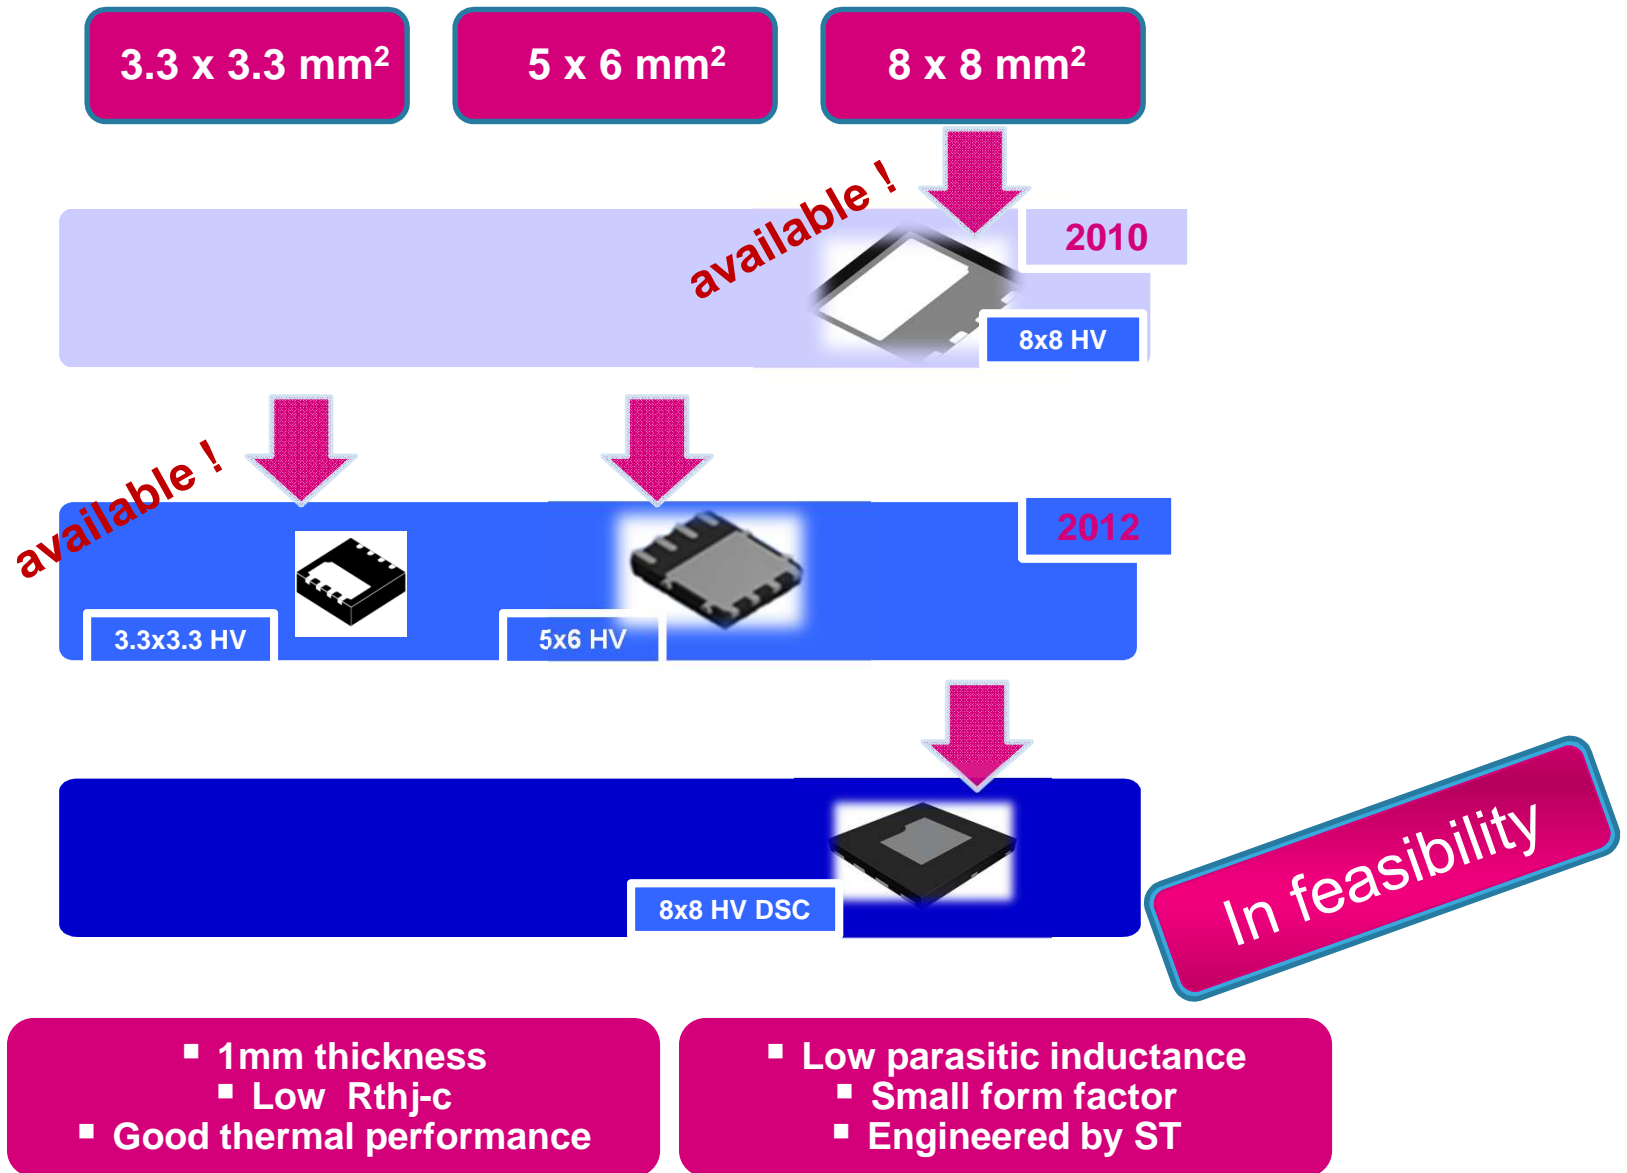 3.3 x 3.3 mm²
5 x 6 mm²
8 x 8 mm²
available !
2010
8x8 HV
available !
2012
3.3x3.3 HV
5x6 HV
8x8 HV DSC
In feasibility
▪ 1mm thickness
▪ Low Rthj-c
▪ Good thermal performance
▪ Low parasitic inductance
▪ Small form factor
▪ Engineered by ST